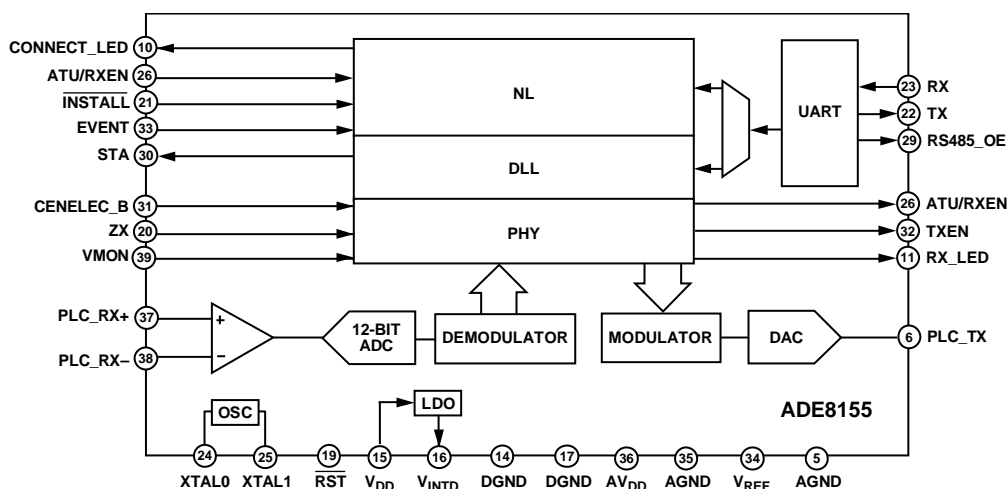 CONNECT_LED 10
ATU/RXEN 26
INSTALL 21
EVENT 33
STA 30
CENELEC_B 31
ZX 20
VMON 39
PLC_RX+ 37
PLC_RX– 38
NL
DLL
PHY
UART
23 RX
22 TX
29 RS485_OE
26 ATU/RXEN
32 TXEN
11 RX_LED
6 PLC_TX
+
–
12-BIT
ADC
DEMODULATOR
MODULATOR
DAC
LDO
OSC
ADE8155
24 25 19 15 16 14 17 36 35 34 5
XTAL0 XTAL1 RST VDD VINTD DGND DGND AVDD AGND VREF AGND